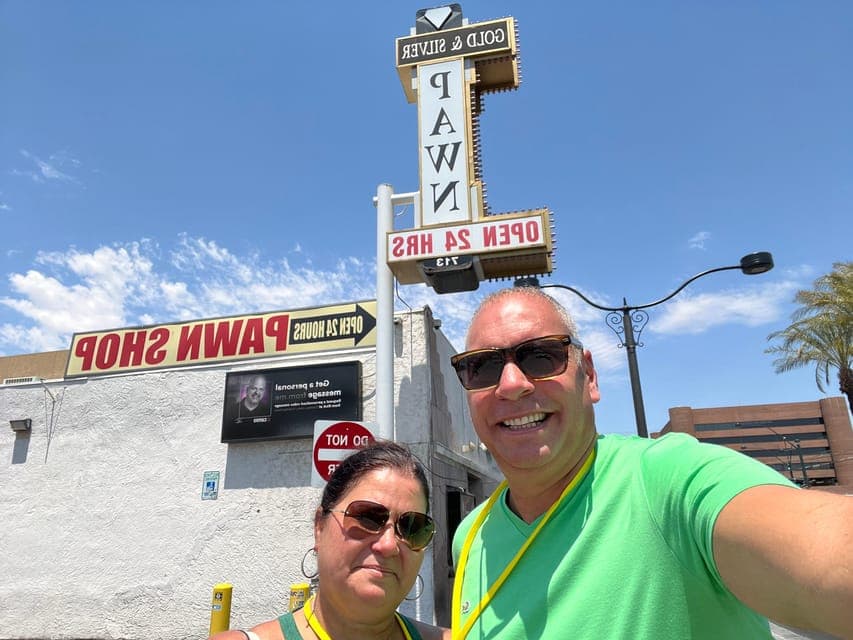 GOLD & SILVER
PAWN
OPEN 24 HRS
713
PAWN SHOP
OPEN 24 HOURS
Get a personal
message from me
DO NOT